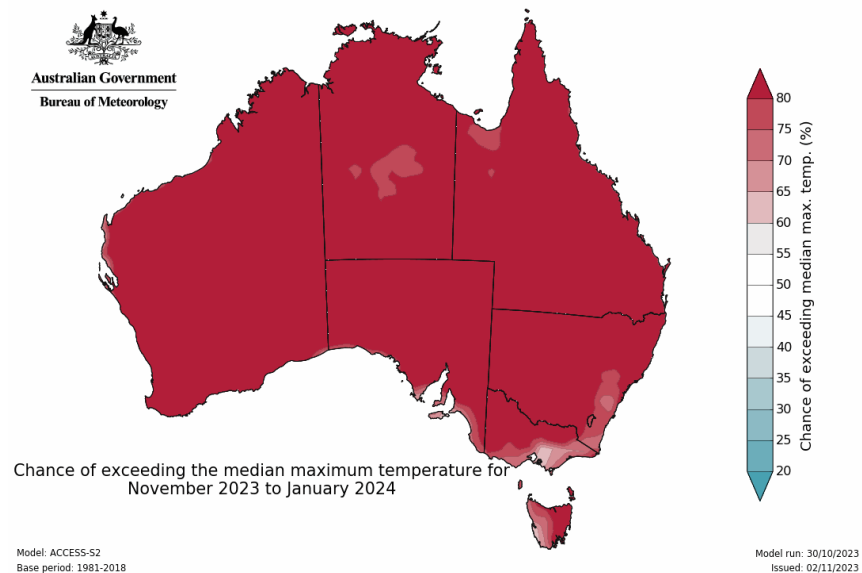 Australian Government
Bureau of Meteorology
80
75
70
65
60
55
50
45
40
35
30
25
20
Chance of exceeding median max. temp. (%)
Chance of exceeding the median maximum temperature for
November 2023 to January 2024
Model: ACCESS-S2
Base period: 1981-2018
Model run: 30/10/2023
Issued: 02/11/2023